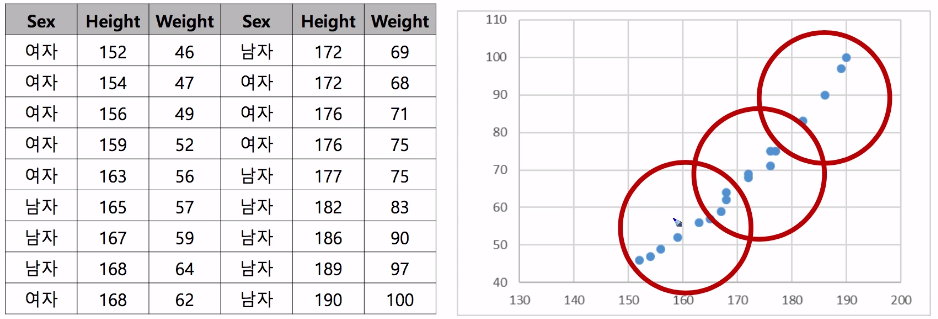 Sex Height Weight Sex Height Weight
여자 152 46 남자 172 69
여자 154 47 여자 172 68
여자 156 49 여자 176 71
여자 159 52 여자 176 75
여자 163 56 남자 177 75
남자 165 57 남자 182 83
남자 167 59 남자 186 90
남자 168 64 남자 189 97
여자 168 62 남자 190 100
110
100
90
80
70
60
50
40
130 140 150 160 170 180 190 200